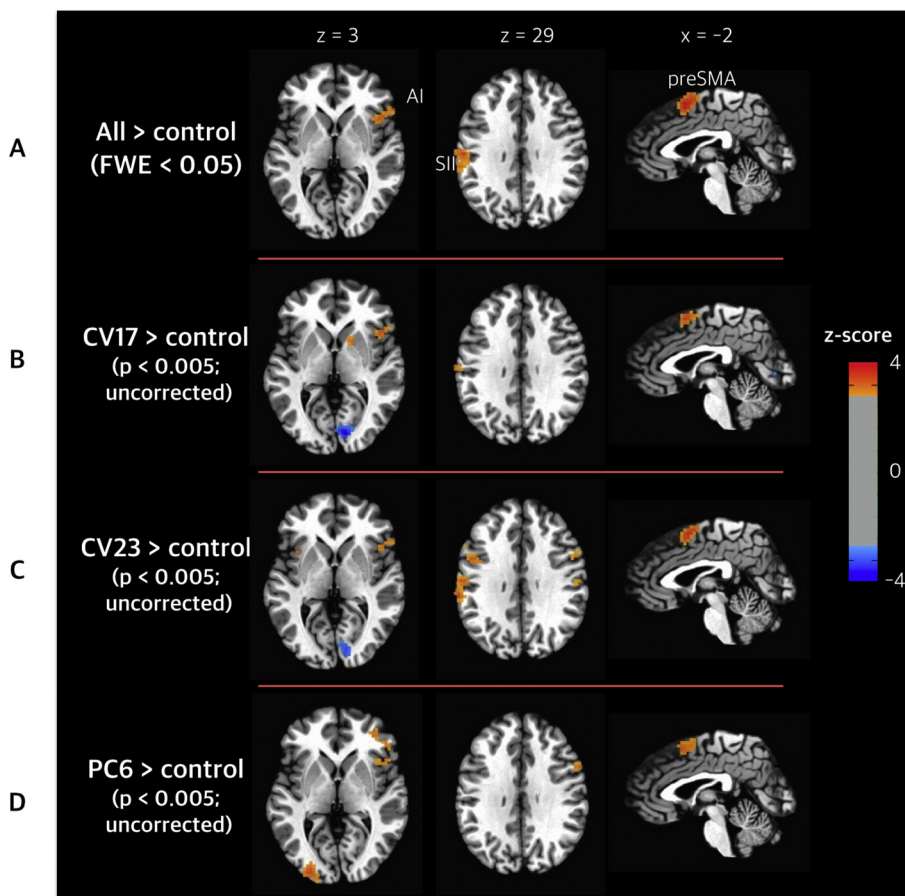 z = 3
z = 29
x = −2
preSMA
AI
A
All > control
(FWE < 0.05)
SII
B
CV17 > control
(p < 0.005;
uncorrected)
z-score
4
0
-4
C
CV23 > control
(p < 0.005;
uncorrected)
D
PC6 > control
(p < 0.005;
uncorrected)